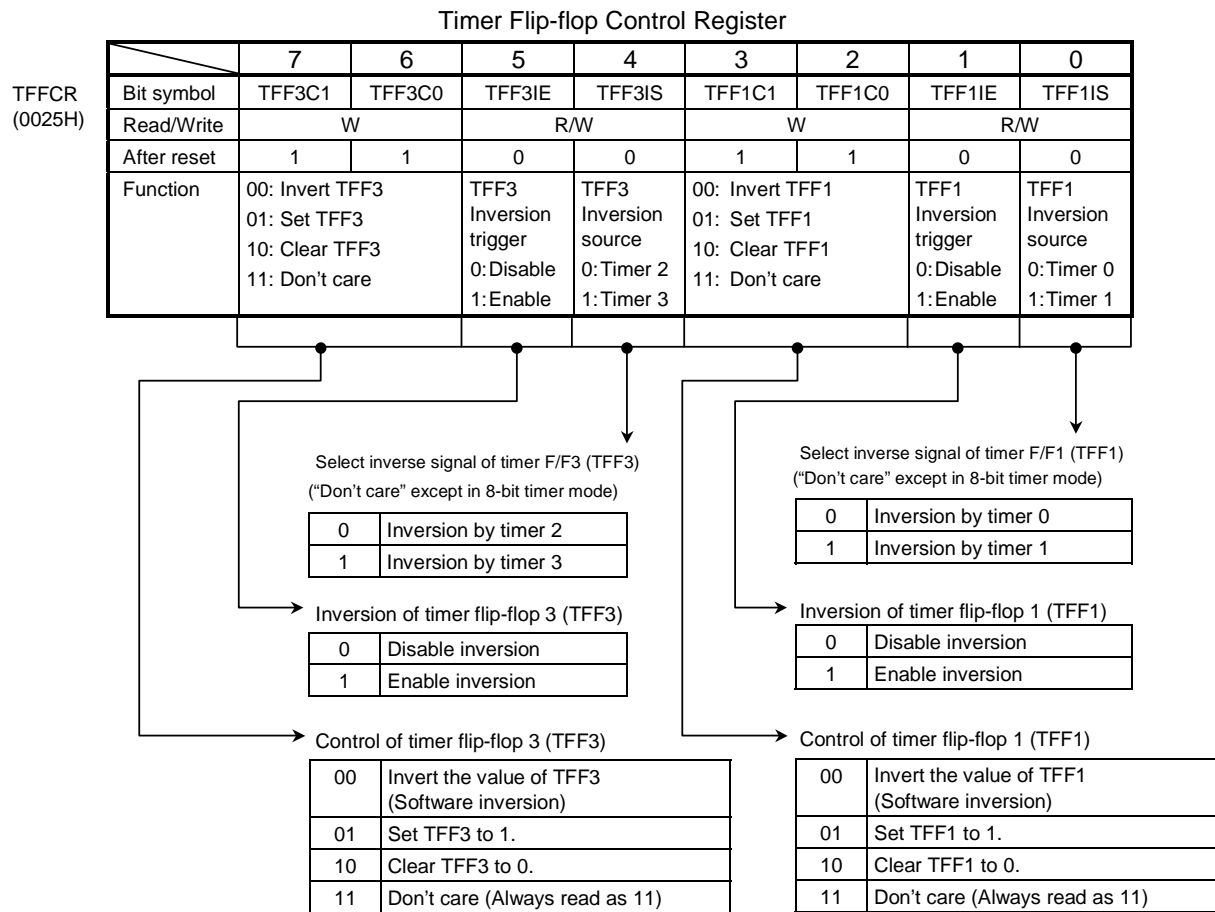 Timer Flip-flop Control Register
7 6 5 4 3 2 1 0
TFFCR
(0025H)
Bit symbol TFF3C1 TFF3C0 TFF3IE TFF3IS TFF1C1 TFF1C0 TFF1IE TFF1IS
Read/Write W R/W W R/W
After reset 1 1 0 0 1 1 0 0
Function
00: Invert TFF3
01: Set TFF3
10: Clear TFF3
11: Don't care
TFF3
Inversion
trigger
0:Disable
1:Enable
TFF3
Inversion
source
0:Timer 2
1:Timer 3
00: Invert TFF1
01: Set TFF1
10: Clear TFF1
11: Don't care
TFF1
Inversion
trigger
0:Disable
1:Enable
TFF1
Inversion
source
0:Timer 0
1:Timer 1
Select inverse signal of timer F/F3 (TFF3)
(“Don't care” except in 8-bit timer mode)
0 Inversion by timer 2
1 Inversion by timer 3
Inversion of timer flip-flop 3 (TFF3)
0 Disable inversion
1 Enable inversion
Control of timer flip-flop 3 (TFF3)
00 Invert the value of TFF3
(Software inversion)
01 Set TFF3 to 1.
10 Clear TFF3 to 0.
11 Don't care (Always read as 11)
Select inverse signal of timer F/F1 (TFF1)
(“Don't care” except in 8-bit timer mode)
0 Inversion by timer 0
1 Inversion by timer 1
Inversion of timer flip-flop 1 (TFF1)
0 Disable inversion
1 Enable inversion
Control of timer flip-flop 1 (TFF1)
00 Invert the value of TFF1
(Software inversion)
01 Set TFF1 to 1.
10 Clear TFF1 to 0.
11 Don't care (Always read as 11)